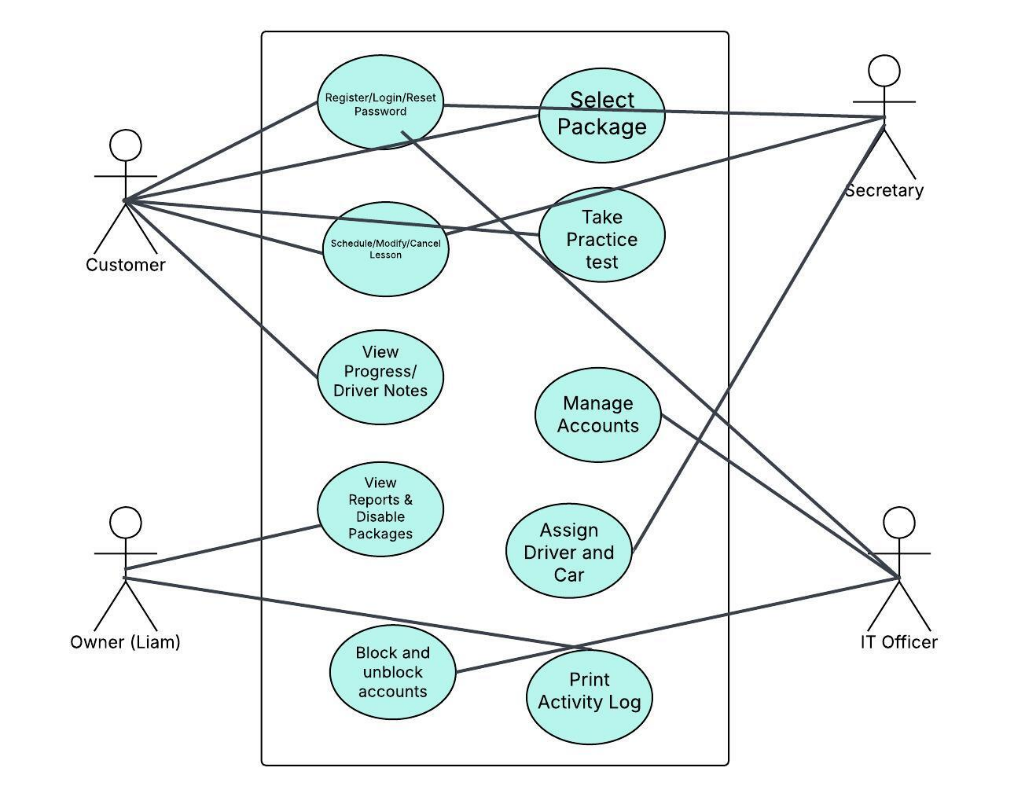 Register/Login/Reset
Password
Select
Package
Secretary
Customer
Schedule/Modify/Cancel
Lesson
Take
Practice
test
View
Progress/
Driver Notes
Manage
Accounts
View
Reports &
Disable
Packages
Assign
Driver and
Car
Owner (Liam)
IT Officer
Block and
unblock
accounts
Print
Activity Log